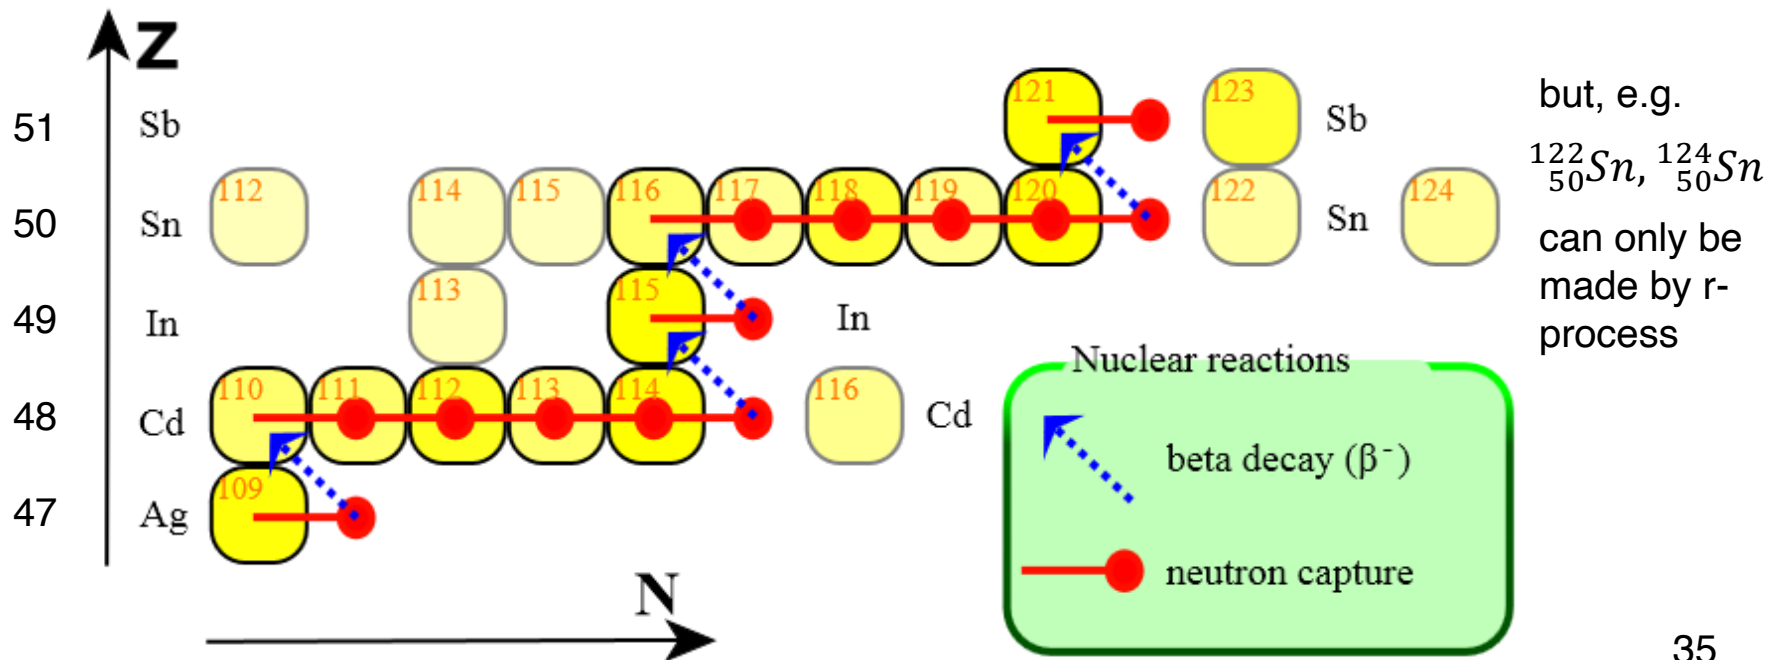 Z
51 Sb 121 123 Sb
50 Sn 112 114 115 116 117 118 119 120 122 Sn 124
49 In 113 115 In
48 Cd 110 111 112 113 114 116 Cd
47 Ag 109
N
but, e.g.
¹²²₅₀Sn, ¹²⁴₅₀Sn
can only be
made by r-
process
Nuclear reactions
beta decay (β⁻)
neutron capture
35